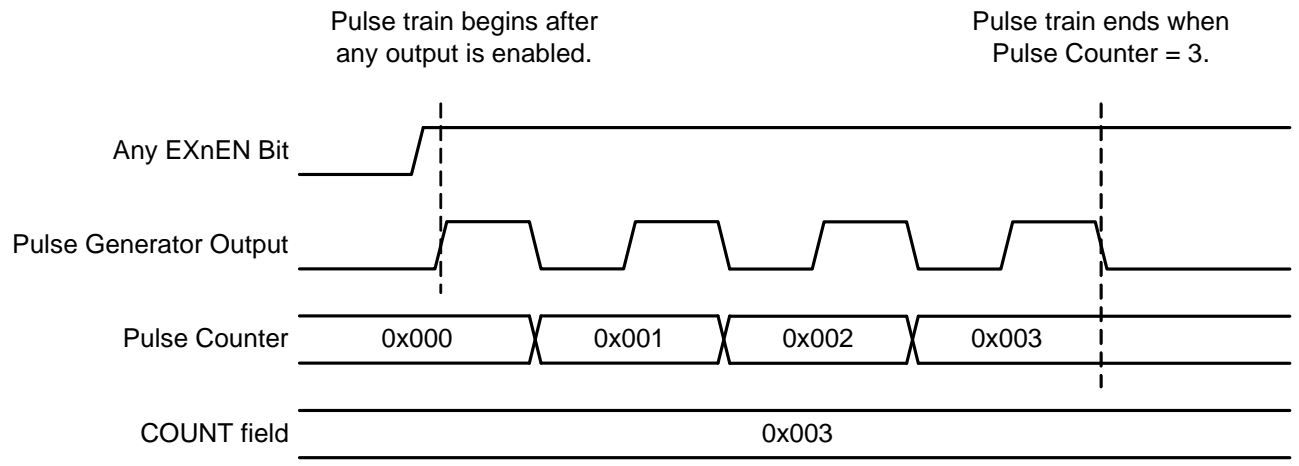 Pulse train begins after
any output is enabled.
Pulse train ends when
Pulse Counter = 3.
Any EXnEN Bit
Pulse Generator Output
Pulse Counter
0x000
0x001
0x002
0x003
COUNT field
0x003